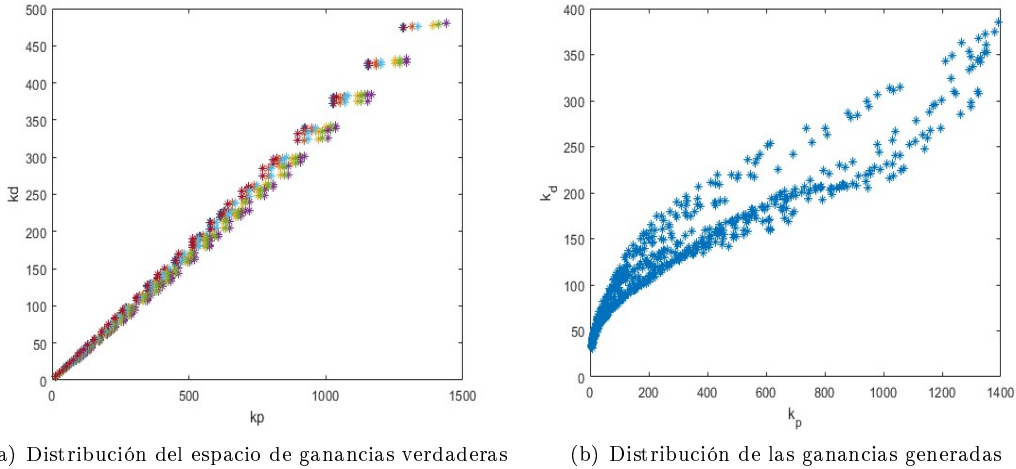 500
450
400
350
300
250
200
150
100
50
0
kd
0 500 1000 1500
kp
400
350
300
250
200
150
100
50
0
k_d
0 200 400 600 800 1000 1200 1400
k_p
a) Distribución del espacio de ganancias verdaderas
(b) Distribución de las ganancias generadas